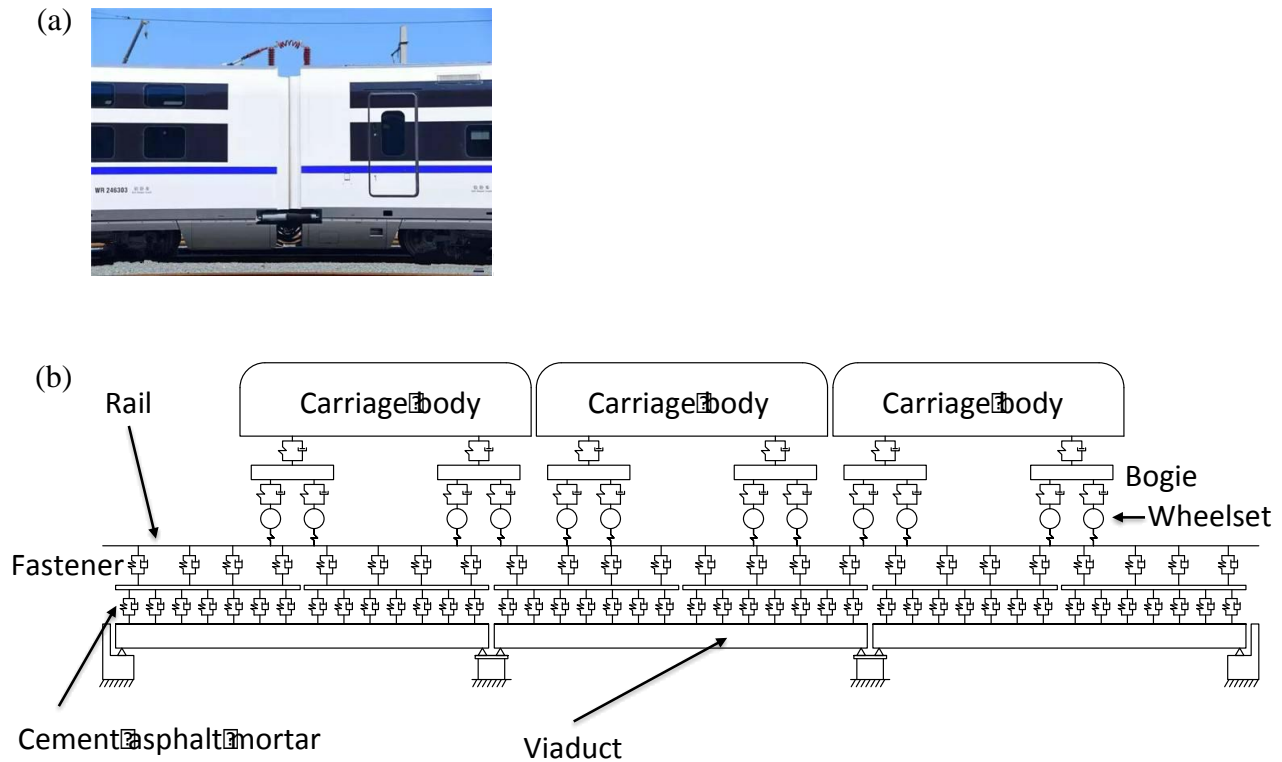 (a)
WR 246303
(b)
Rail
Carriage body
Carriage body
Carriage body
Bogie
Wheelset
Fastener
Cement asphalt mortar
Viaduct